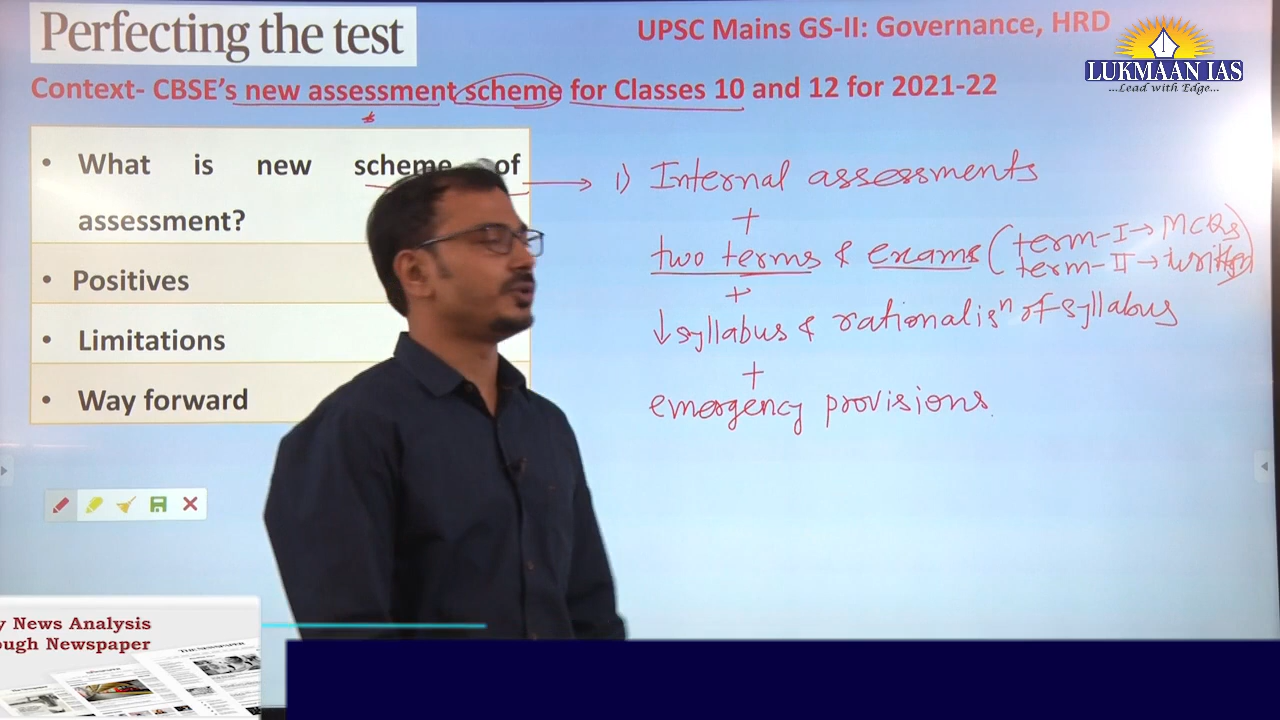 Perfecting the test
UPSC Mains GS-II: Governance, HRD
LUKMAAN IAS
...Lead with Edge...
Context- CBSE's new assessment scheme for Classes 10 and 12 for 2021-22
• What is new scheme of
assessment?
• Positives
• Limitations
• Way forward
1) Internal assessments
+
two terms & exams (term-I→ MCQs
term-II → written)
+
↓ syllabus & rationalisⁿ of syllabus
+
emergency provisions.
y News Analysis
ough Newspaper